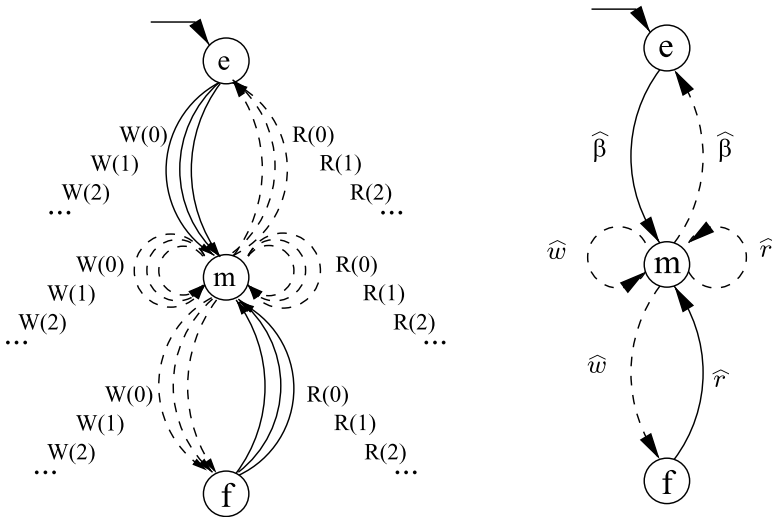 e e
W(0) R(0) β̂ β̂
W(1) R(1)
W(2) R(2)
... ...
W(0) m R(0) ŵ m r̂
W(1) R(1)
W(2) R(2)
... ...
W(0) R(0) ŵ r̂
W(1) R(1)
W(2) R(2)
... ...
f f